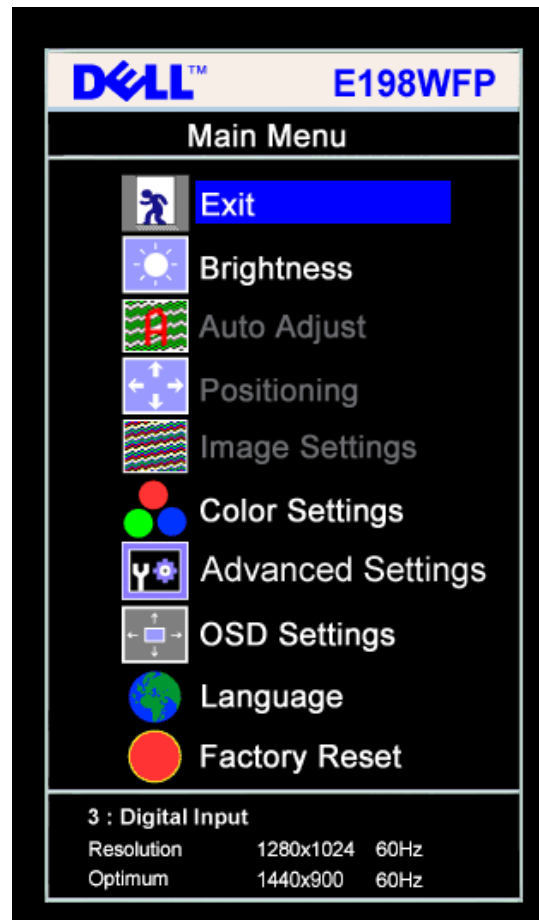 DELL™ E198WFP
Main Menu
Exit
Brightness
Auto Adjust
Positioning
Image Settings
Color Settings
Advanced Settings
OSD Settings
Language
Factory Reset
3 : Digital Input
Resolution 1280x1024 60Hz
Optimum 1440x900 60Hz